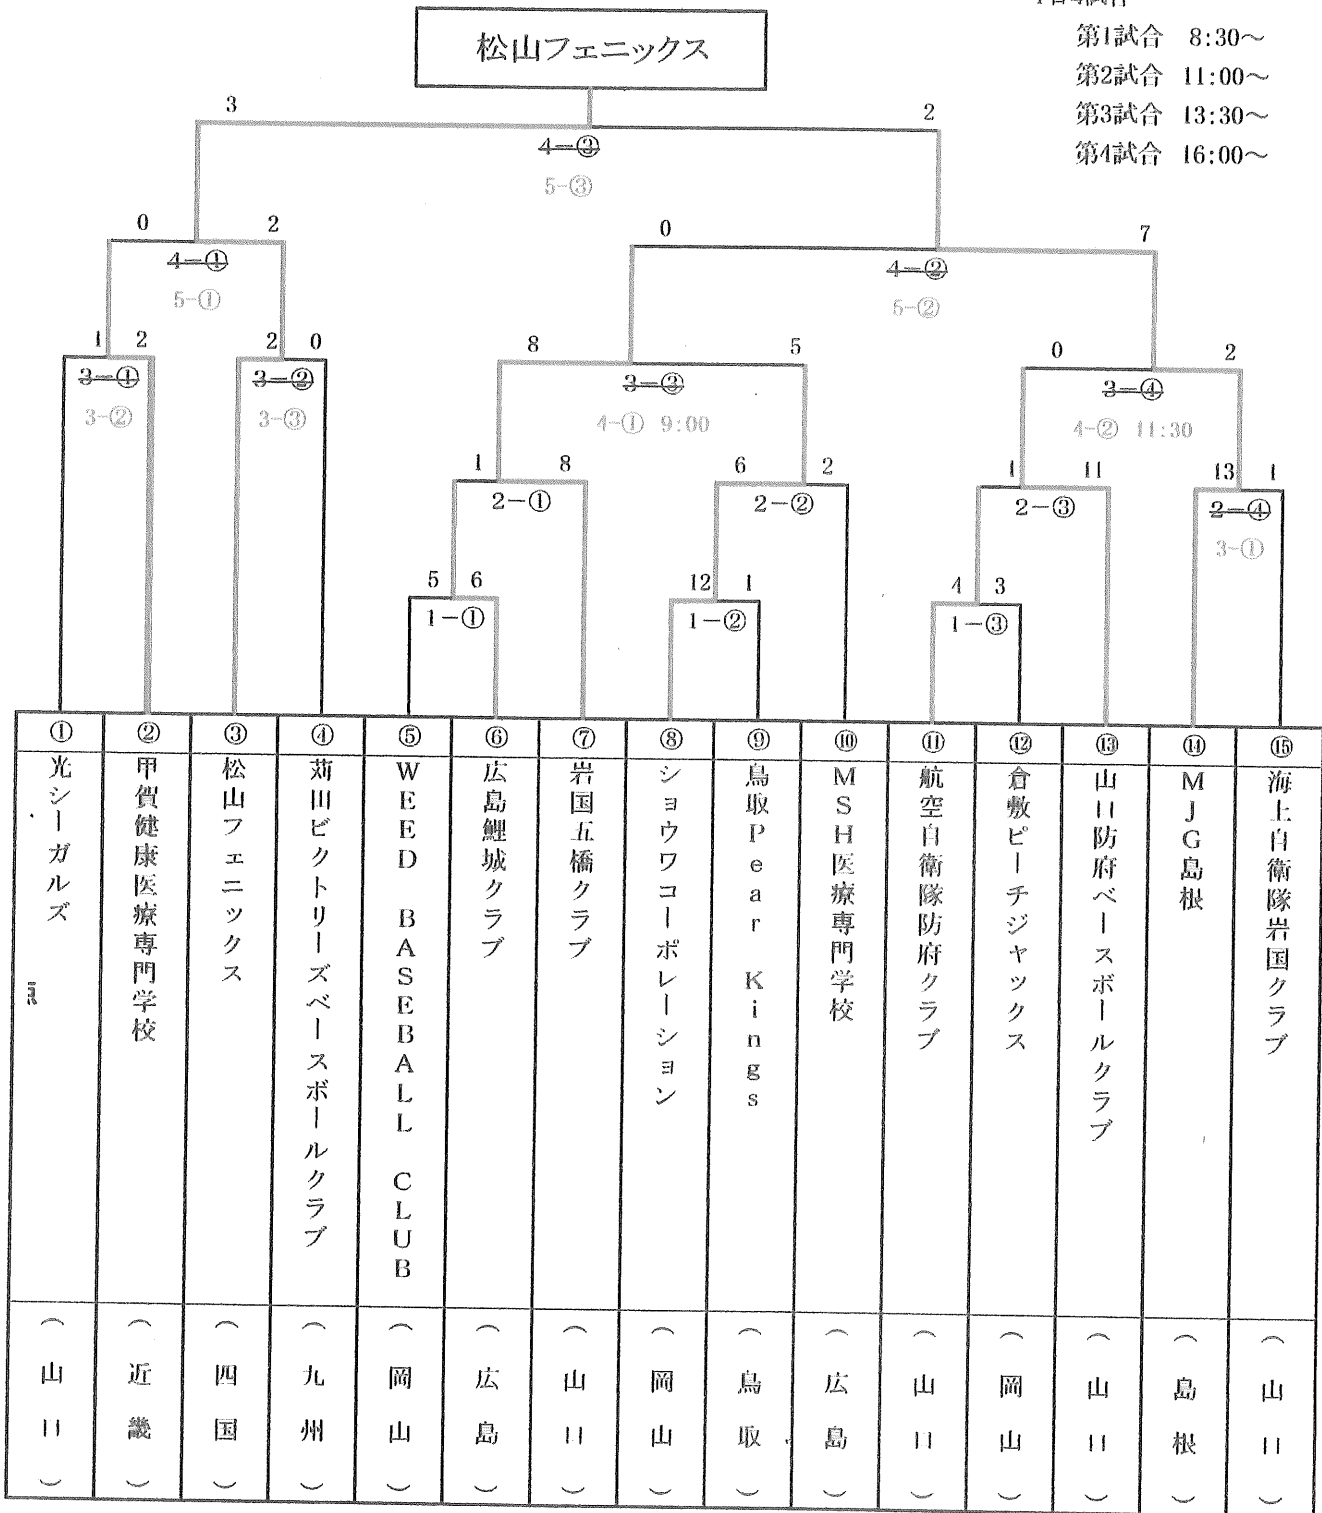 松山フェニックス
第1試合 8:30～
第2試合 11:00～
第3試合 13:30～
第4試合 16:00～
3 2
4-③
5-③
0 2
4-①
5-①
0 7
4-②
5-②
1 2
3-①
3-②
2 0
3-②
3-③
8 5
3-③
4-① 9:00
0 2
3-④
4-② 11:30
1 8
2-①
6 2
2-②
1 11
2-③
13 1
2-④
3-①
5 6
1-①
12 1
1-②
4 3
1-③
① 光シーガルズ (山口)
② 甲賀健康医療専門学校 (近畿)
③ 松山フェニックス (四国)
④ 苅田ビクトリーズベースボールクラブ (九州)
⑤ WEED BASEBALL CLUB (岡山)
⑥ 広島鯉城クラブ (広島)
⑦ 岩国五橋クラブ (山口)
⑧ ショウワコーポレーション (岡山)
⑨ 鳥取Pear Kings (鳥取)
⑩ MSH医療専門学校 (広島)
⑪ 航空自衛隊防府クラブ (山口)
⑫ 倉敷ピーチジャックス (岡山)
⑬ 山口防府ベースボールクラブ (山口)
⑭ MJG島根 (島根)
⑮ 海上自衛隊岩国クラブ (山口)